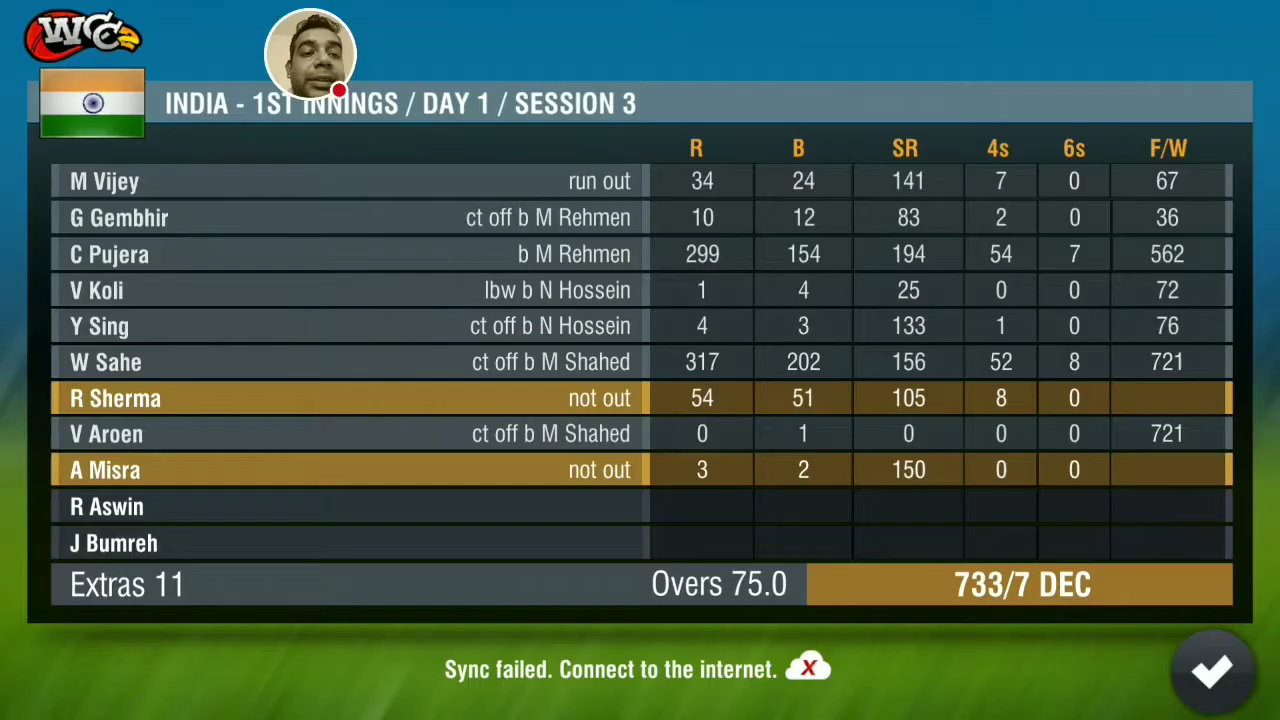 WCC
INDIA - 1ST INNINGS / DAY 1 / SESSION 3
R B SR 4s 6s F/W
M Vijey run out 34 24 141 7 0 67
G Gembhir ct off b M Rehmen 10 12 83 2 0 36
C Pujera b M Rehmen 299 154 194 54 7 562
V Koli lbw b N Hossein 1 4 25 0 0 72
Y Sing ct off b N Hossein 4 3 133 1 0 76
W Sahe ct off b M Shahed 317 202 156 52 8 721
R Sherma not out 54 51 105 8 0
V Aroen ct off b M Shahed 0 1 0 0 0 721
A Misra not out 3 2 150 0 0
R Aswin
J Bumreh
Extras 11 Overs 75.0 733/7 DEC
Sync failed. Connect to the internet. X